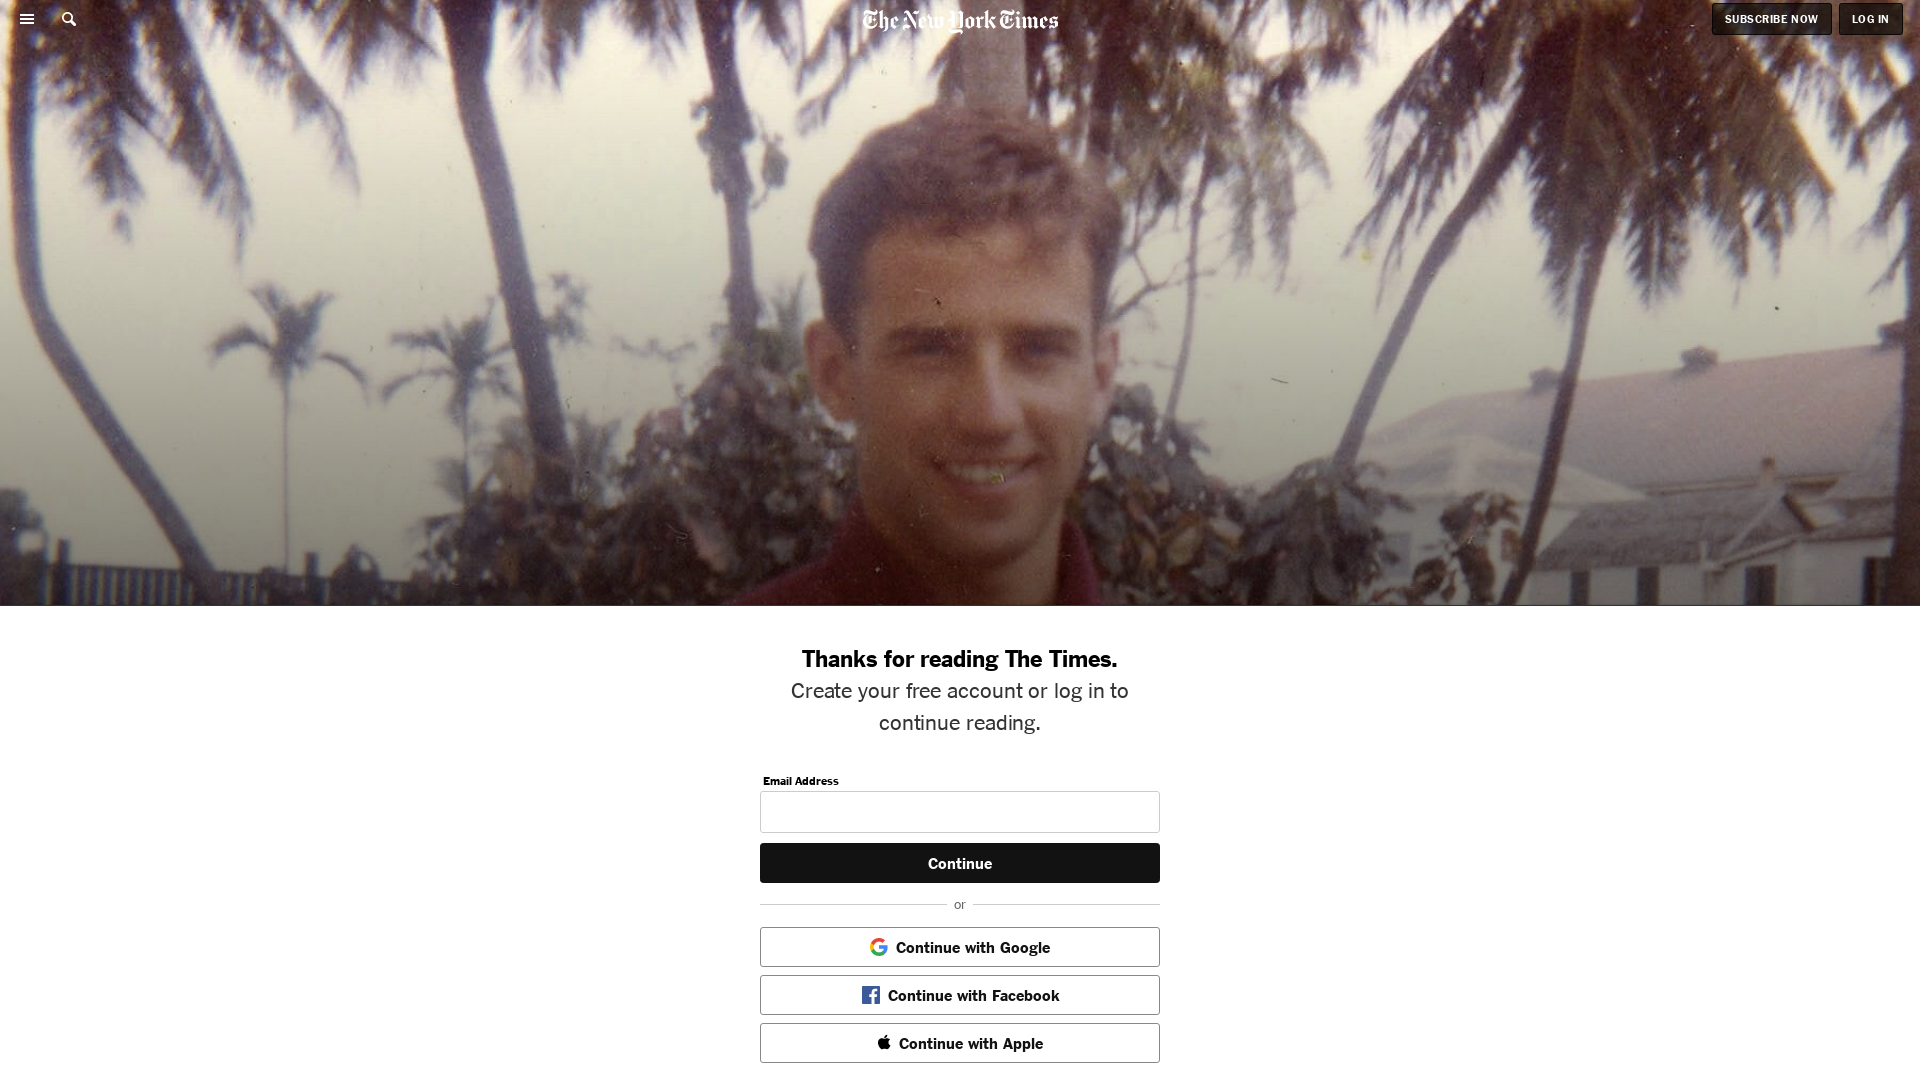 The New York Times
SUBSCRIBE NOW
LOG IN
Thanks for reading The Times.
Create your free account or log in to
continue reading.
Email Address
Continue
or
Continue with Google
Continue with Facebook
Continue with Apple